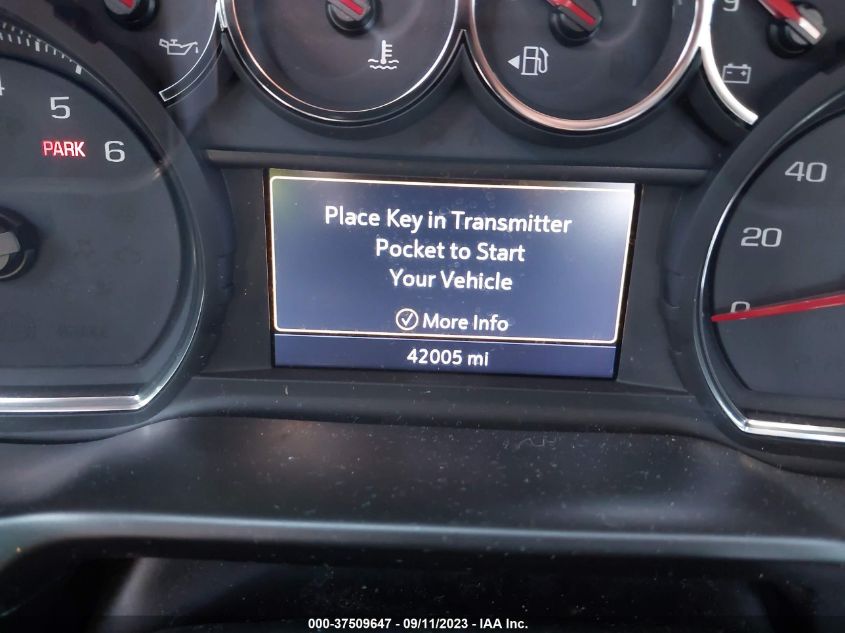 5
PARK 6
9
40
20
0
Place Key in Transmitter
Pocket to Start
Your Vehicle
More Info
42005 mi
000-37509647 - 09/11/2023 - IAA Inc.